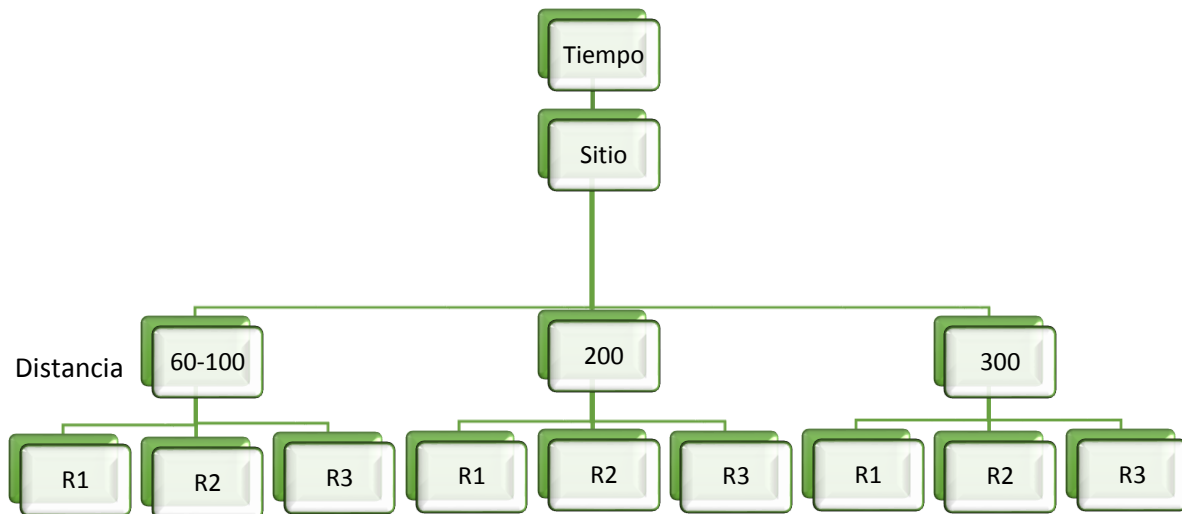 Tiempo
Sitio
Distancia
60-100
200
300
R1
R2
R3
R1
R2
R3
R1
R2
R3